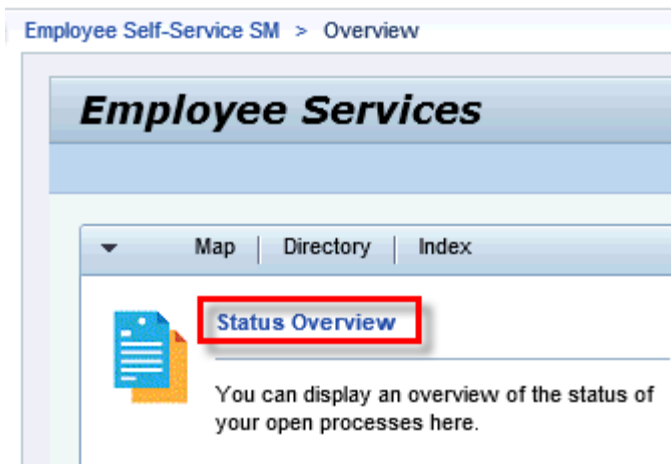 Employee Self-Service SM > Overview
Employee Services
Map | Directory | Index
Status Overview
You can display an overview of the status of
your open processes here.